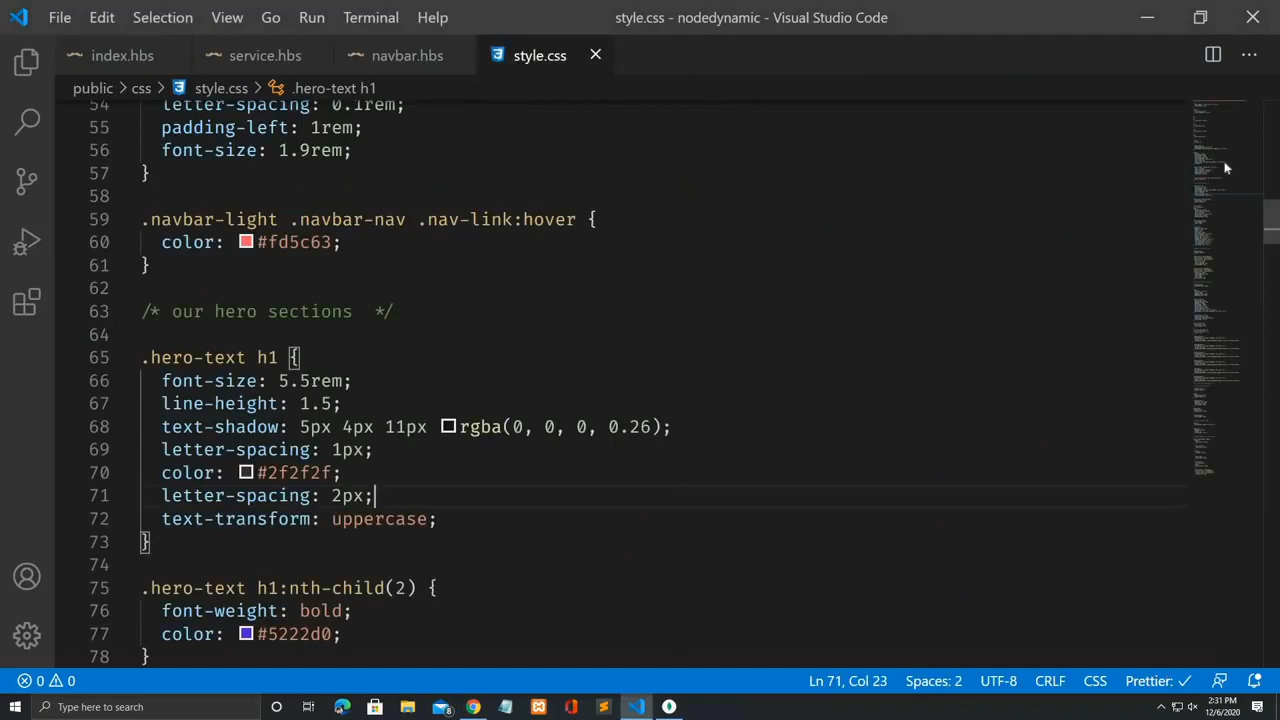 File Edit Selection View Go Run Terminal Help style.css - nodedynamic - Visual Studio Code
index.hbs service.hbs navbar.hbs style.css
public > css > style.css > .hero-text h1
54 letter-spacing: 0.1rem;
55 padding-left: 1rem;
56 font-size: 1.9rem;
57 }
58
59 .navbar-light .navbar-nav .nav-link:hover {
60 color: #fd5c63;
61 }
62
63 /* our hero sections */
64
65 .hero-text h1 {
66 font-size: 5.5rem;
67 line-height: 1.5;
68 text-shadow: 5px 4px 11px rgba(0, 0, 0, 0.26);
69 letter-spacing: 1px;
70 color: #2f2f2f;
71 letter-spacing: 2px;
72 text-transform: uppercase;
73 }
74
75 .hero-text h1:nth-child(2) {
76 font-weight: bold;
77 color: #5222d0;
78 }
0 0 Ln 71, Col 23 Spaces: 2 UTF-8 CRLF CSS Prettier: ✓
Type here to search 8 2:31 PM
12/6/2020